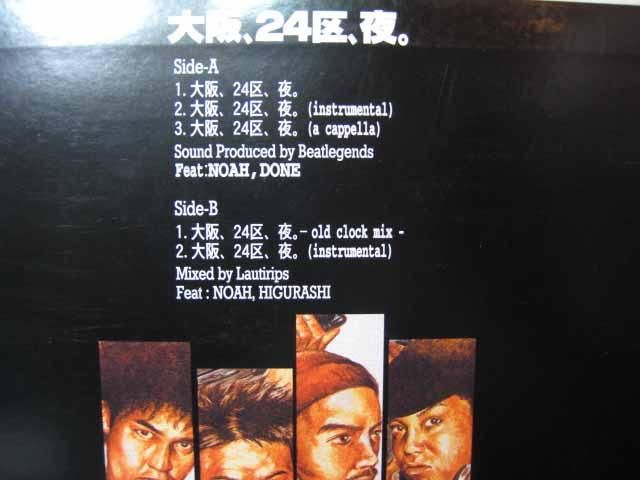 大阪、24区、夜。
Side-A
1. 大阪、24区、夜。
2. 大阪、24区、夜。(instrumental)
3. 大阪、24区、夜。(a cappella)
Sound Produced by Beatlegends
Feat:NOAH, DONE
Side-B
1. 大阪、24区、夜。- old clock mix -
2. 大阪、24区、夜。(instrumental)
Mixed by Lautirips
Feat : NOAH, HIGURASHI